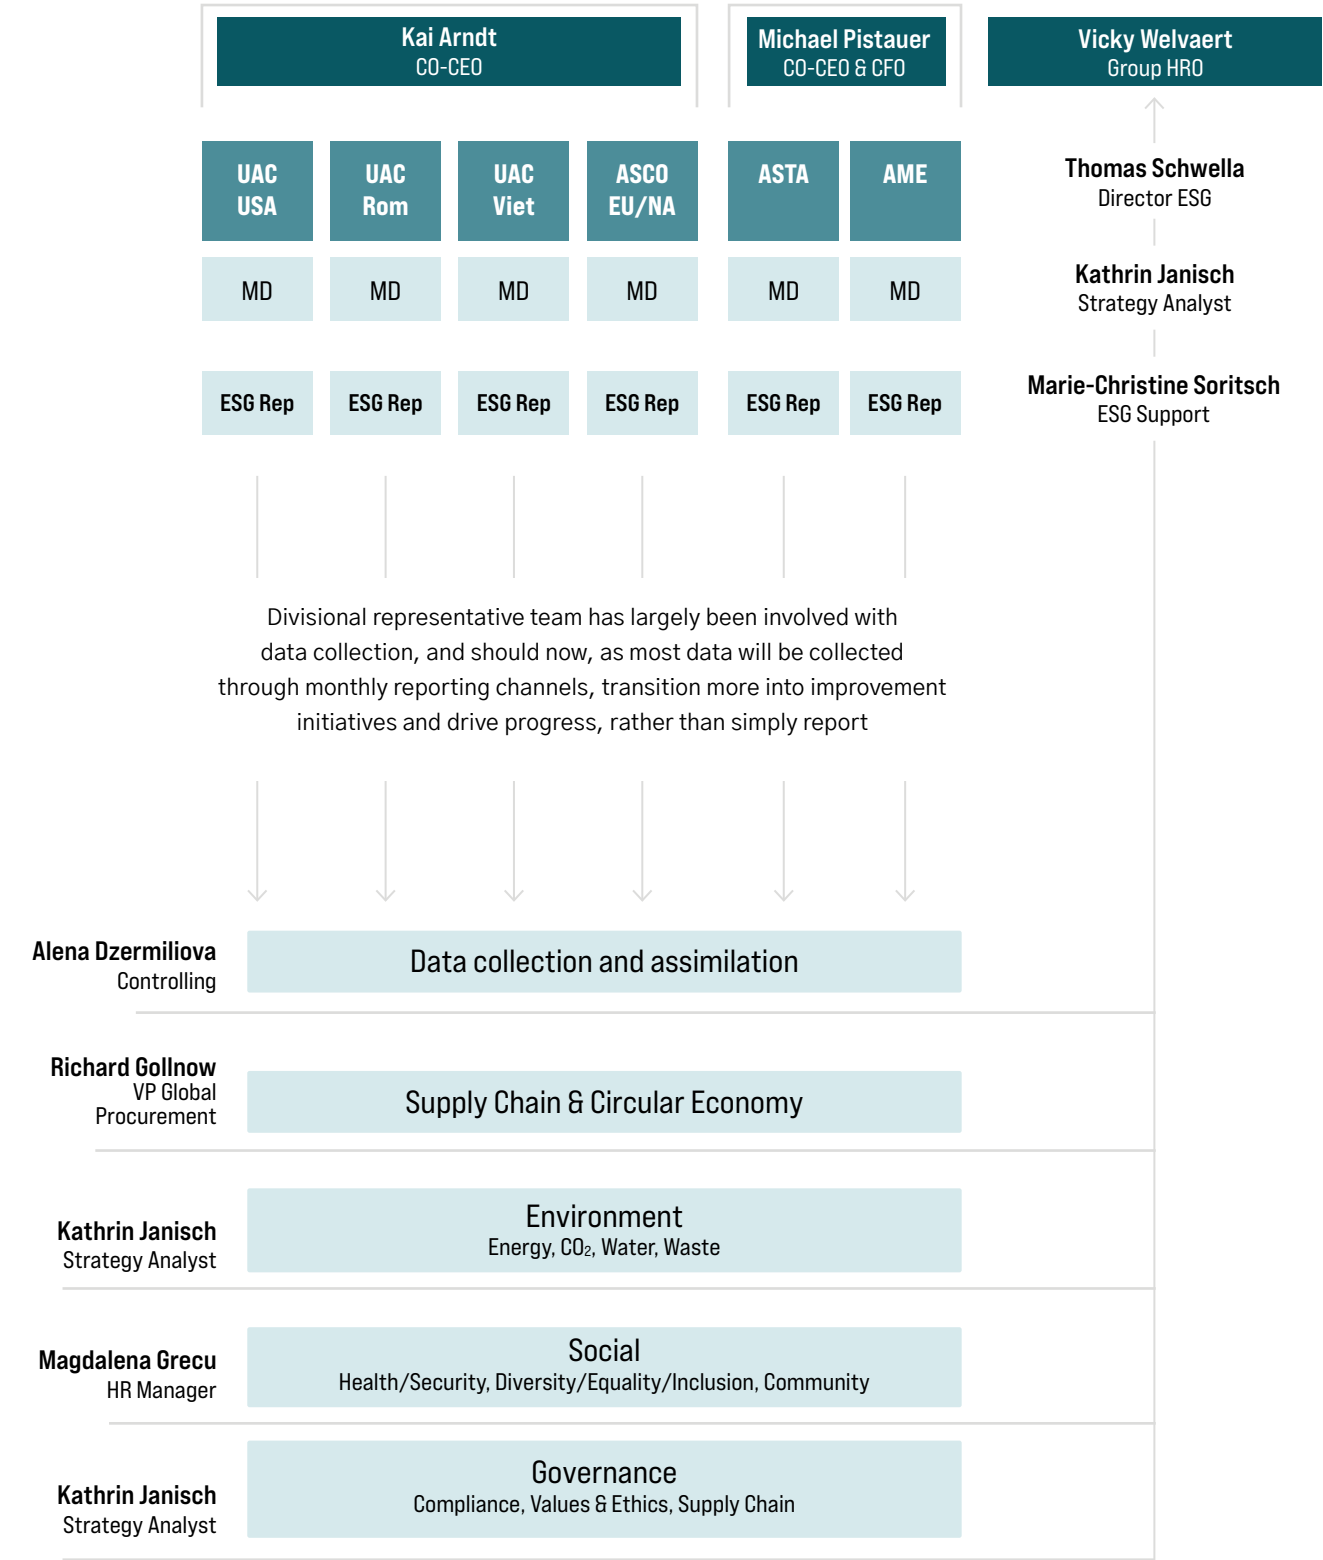 Kai Arndt
CO-CEO
Michael Pistauer
CO-CEO & CFO
Vicky Welvaert
Group HRO
UAC
USA
UAC
Rom
UAC
Viet
ASCO
EU/NA
ASTA
AME
MD
MD
MD
MD
MD
MD
ESG Rep
ESG Rep
ESG Rep
ESG Rep
ESG Rep
ESG Rep
Thomas Schwella
Director ESG
Kathrin Janisch
Strategy Analyst
Marie-Christine Soritsch
ESG Support
Divisional representative team has largely been involved with
data collection, and should now, as most data will be collected
through monthly reporting channels, transition more into improvement
initiatives and drive progress, rather than simply report
Alena Dzermiliova
Controlling
Data collection and assimilation
Richard Gollnow
VP Global
Procurement
Supply Chain & Circular Economy
Kathrin Janisch
Strategy Analyst
Environment
Energy, CO₂, Water, Waste
Magdalena Grecu
HR Manager
Social
Health/Security, Diversity/Equality/Inclusion, Community
Kathrin Janisch
Strategy Analyst
Governance
Compliance, Values & Ethics, Supply Chain